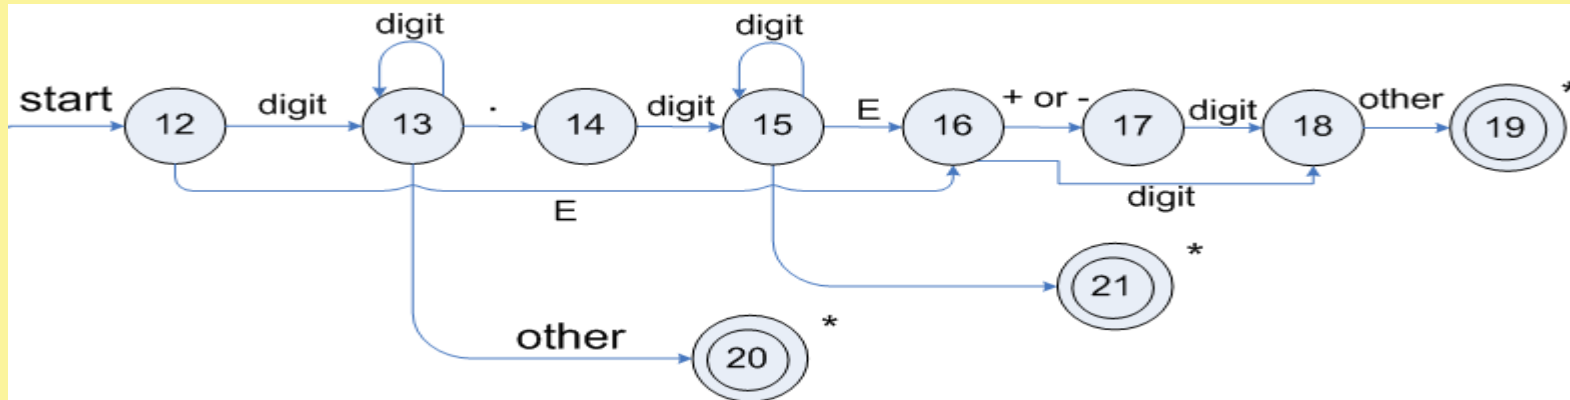 digit digit
start digit . digit E + or - digit other *
12 13 14 15 16 17 18 19
E digit
21 *
other 20 *